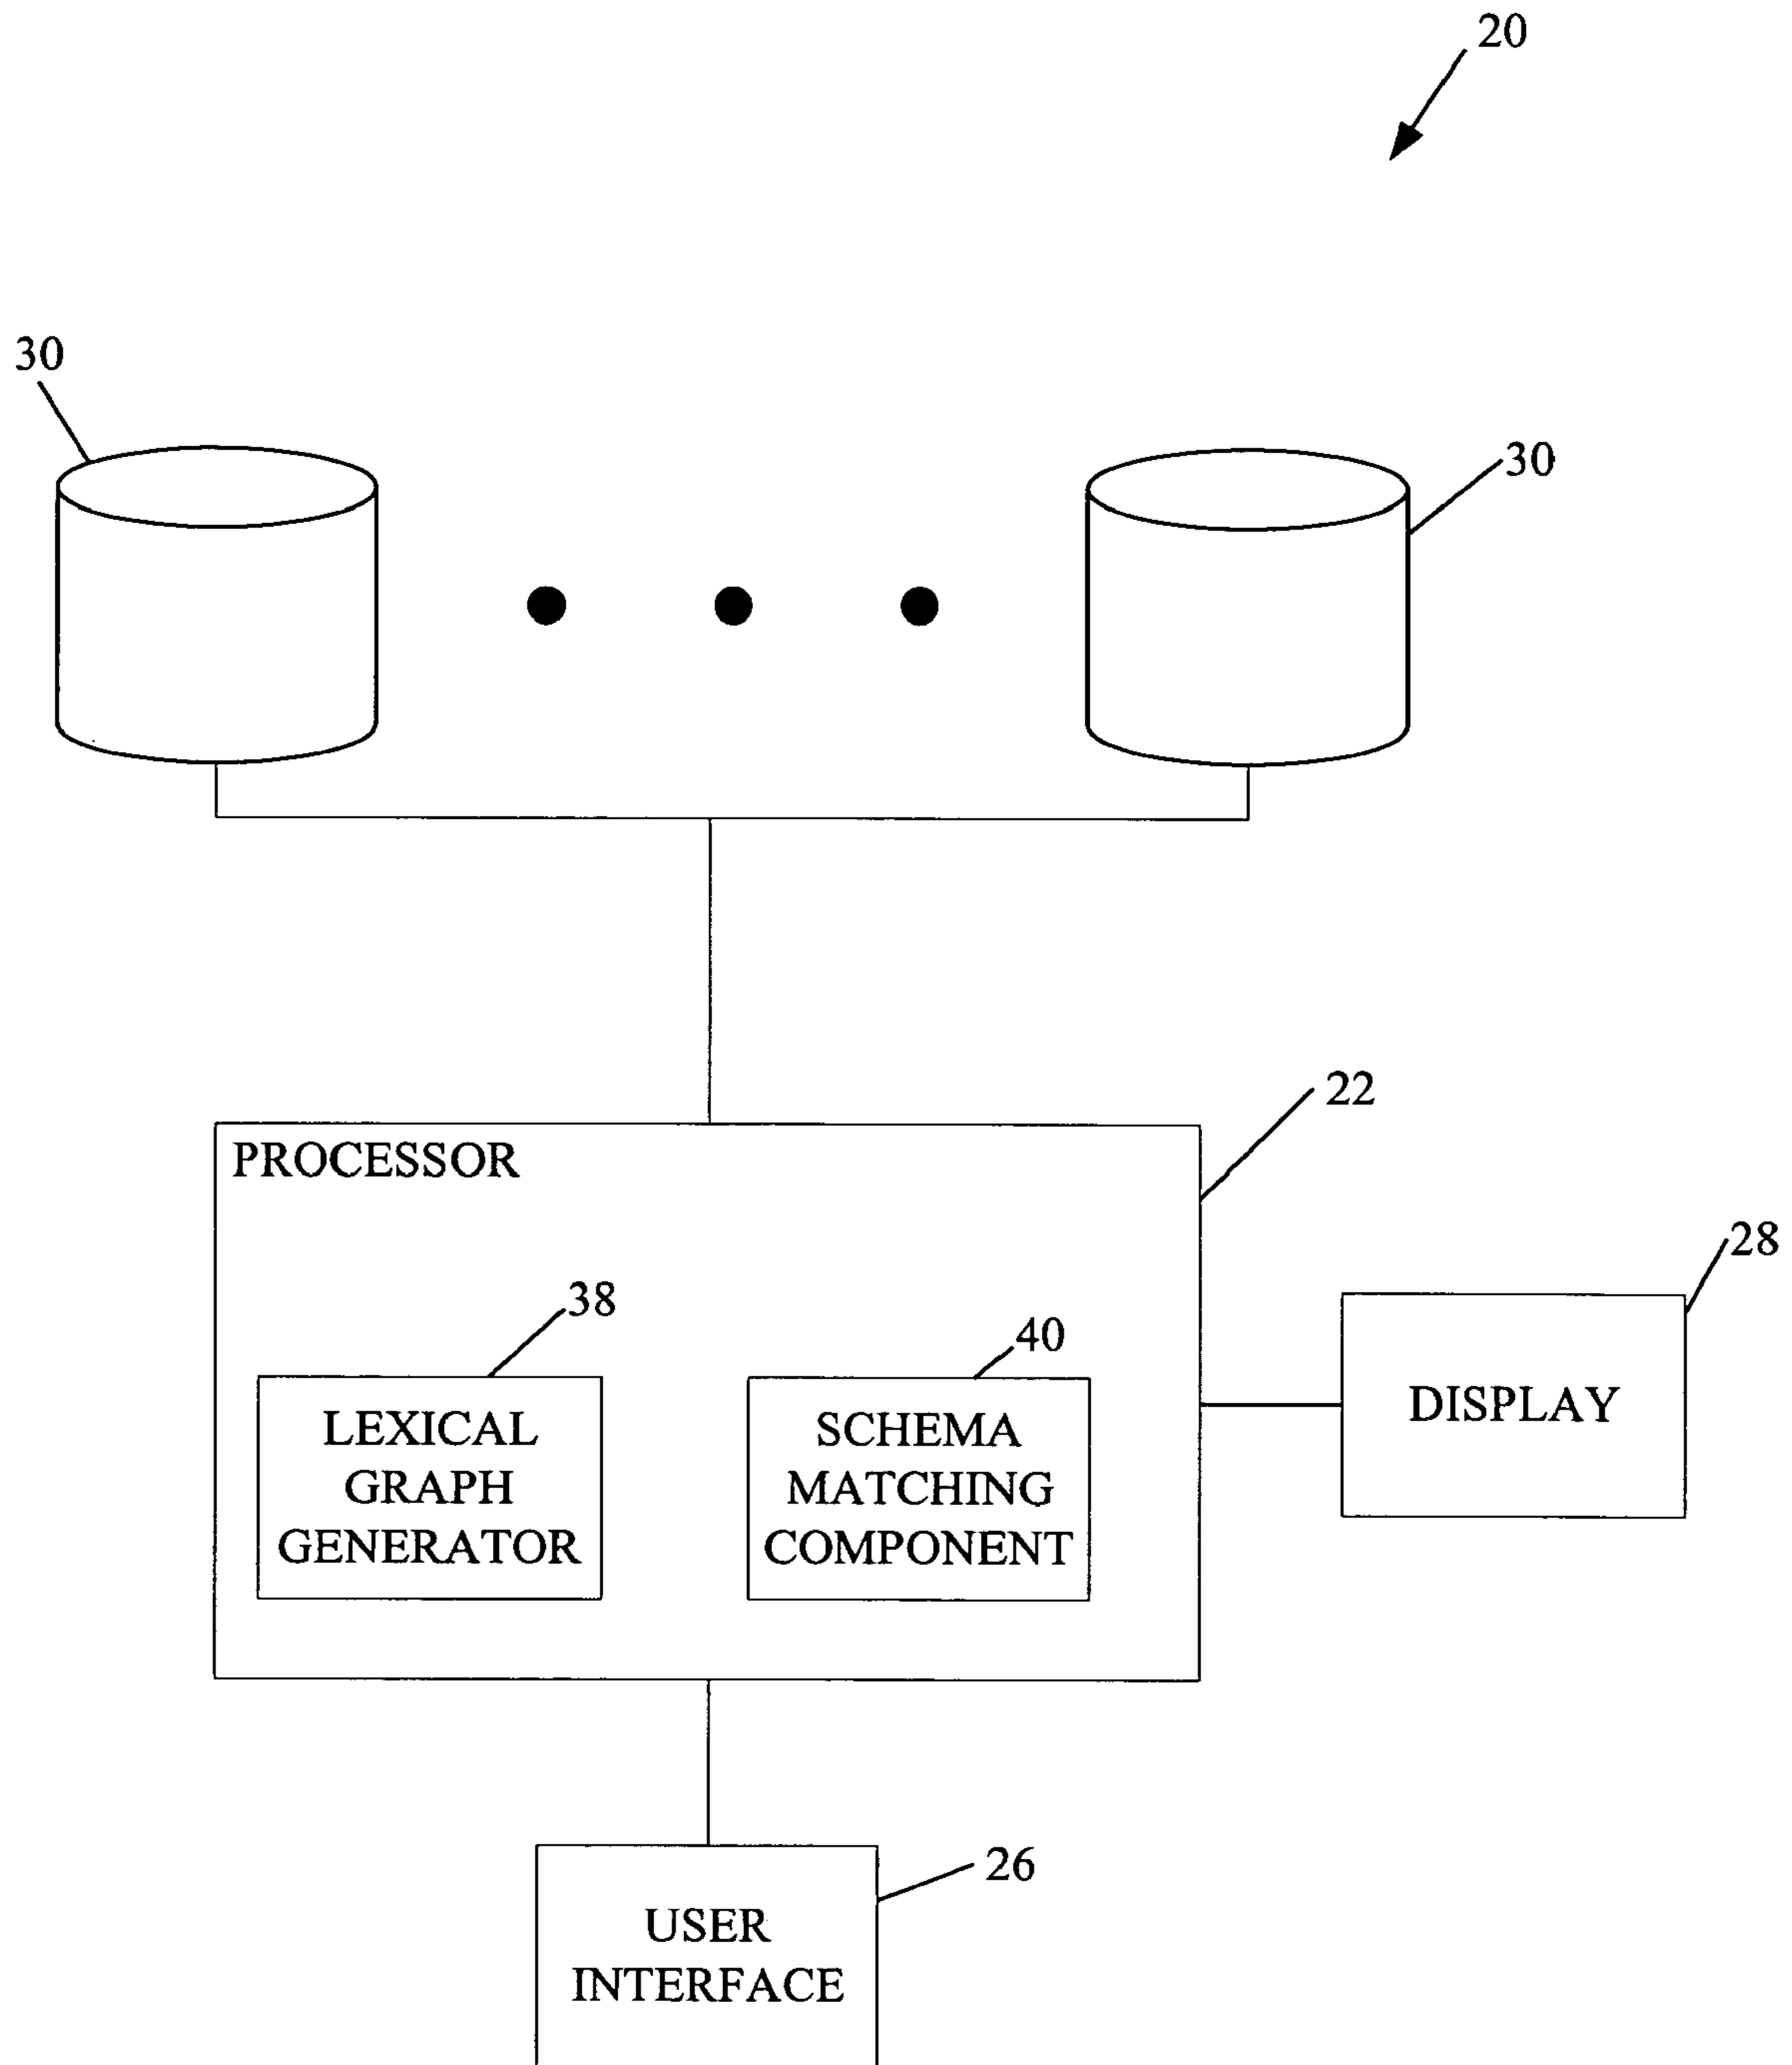 20
30
30
22
PROCESSOR
28
38
40
LEXICAL
GRAPH
GENERATOR
SCHEMA
MATCHING
COMPONENT
DISPLAY
26
USER
INTERFACE